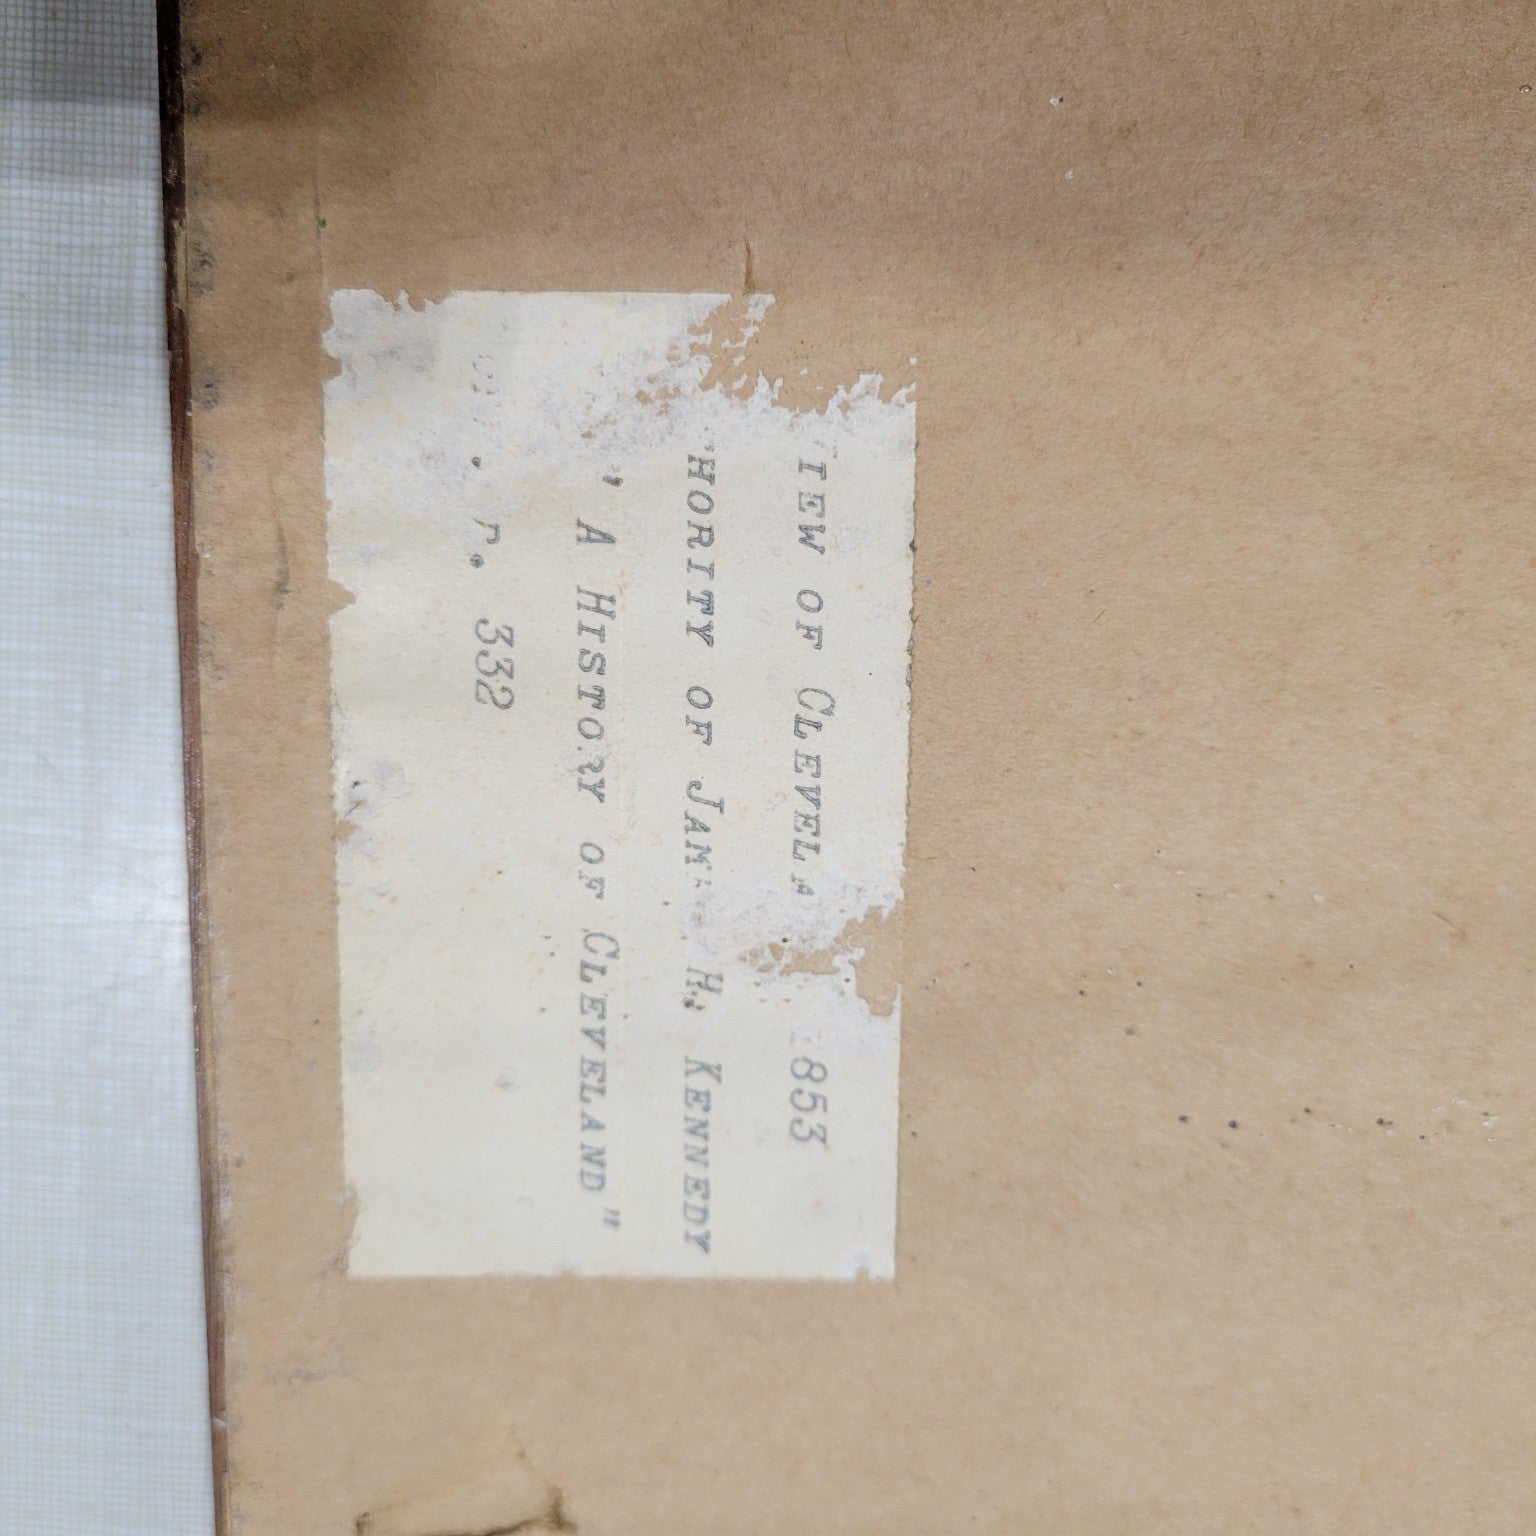 IEW OF CLEVELA 853
HORITY OF JAM H. KENNEDY
A HISTORY OF CLEVELAND"
332